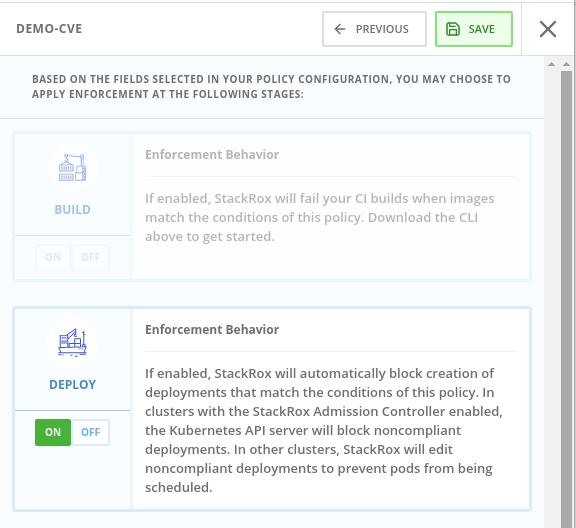 DEMO-CVE
PREVIOUS
SAVE
BASED ON THE FIELDS SELECTED IN YOUR POLICY CONFIGURATION, YOU MAY CHOOSE TO
APPLY ENFORCEMENT AT THE FOLLOWING STAGES:
BUILD
ON OFF
Enforcement Behavior
If enabled, StackRox will fail your CI builds when images
match the conditions of this policy. Download the CLI
above to get started.
DEPLOY
ON OFF
Enforcement Behavior
If enabled, StackRox will automatically block creation of
deployments that match the conditions of this policy. In
clusters with the StackRox Admission Controller enabled,
the Kubernetes API server will block noncompliant
deployments. In other clusters, StackRox will edit
noncompliant deployments to prevent pods from being
scheduled.